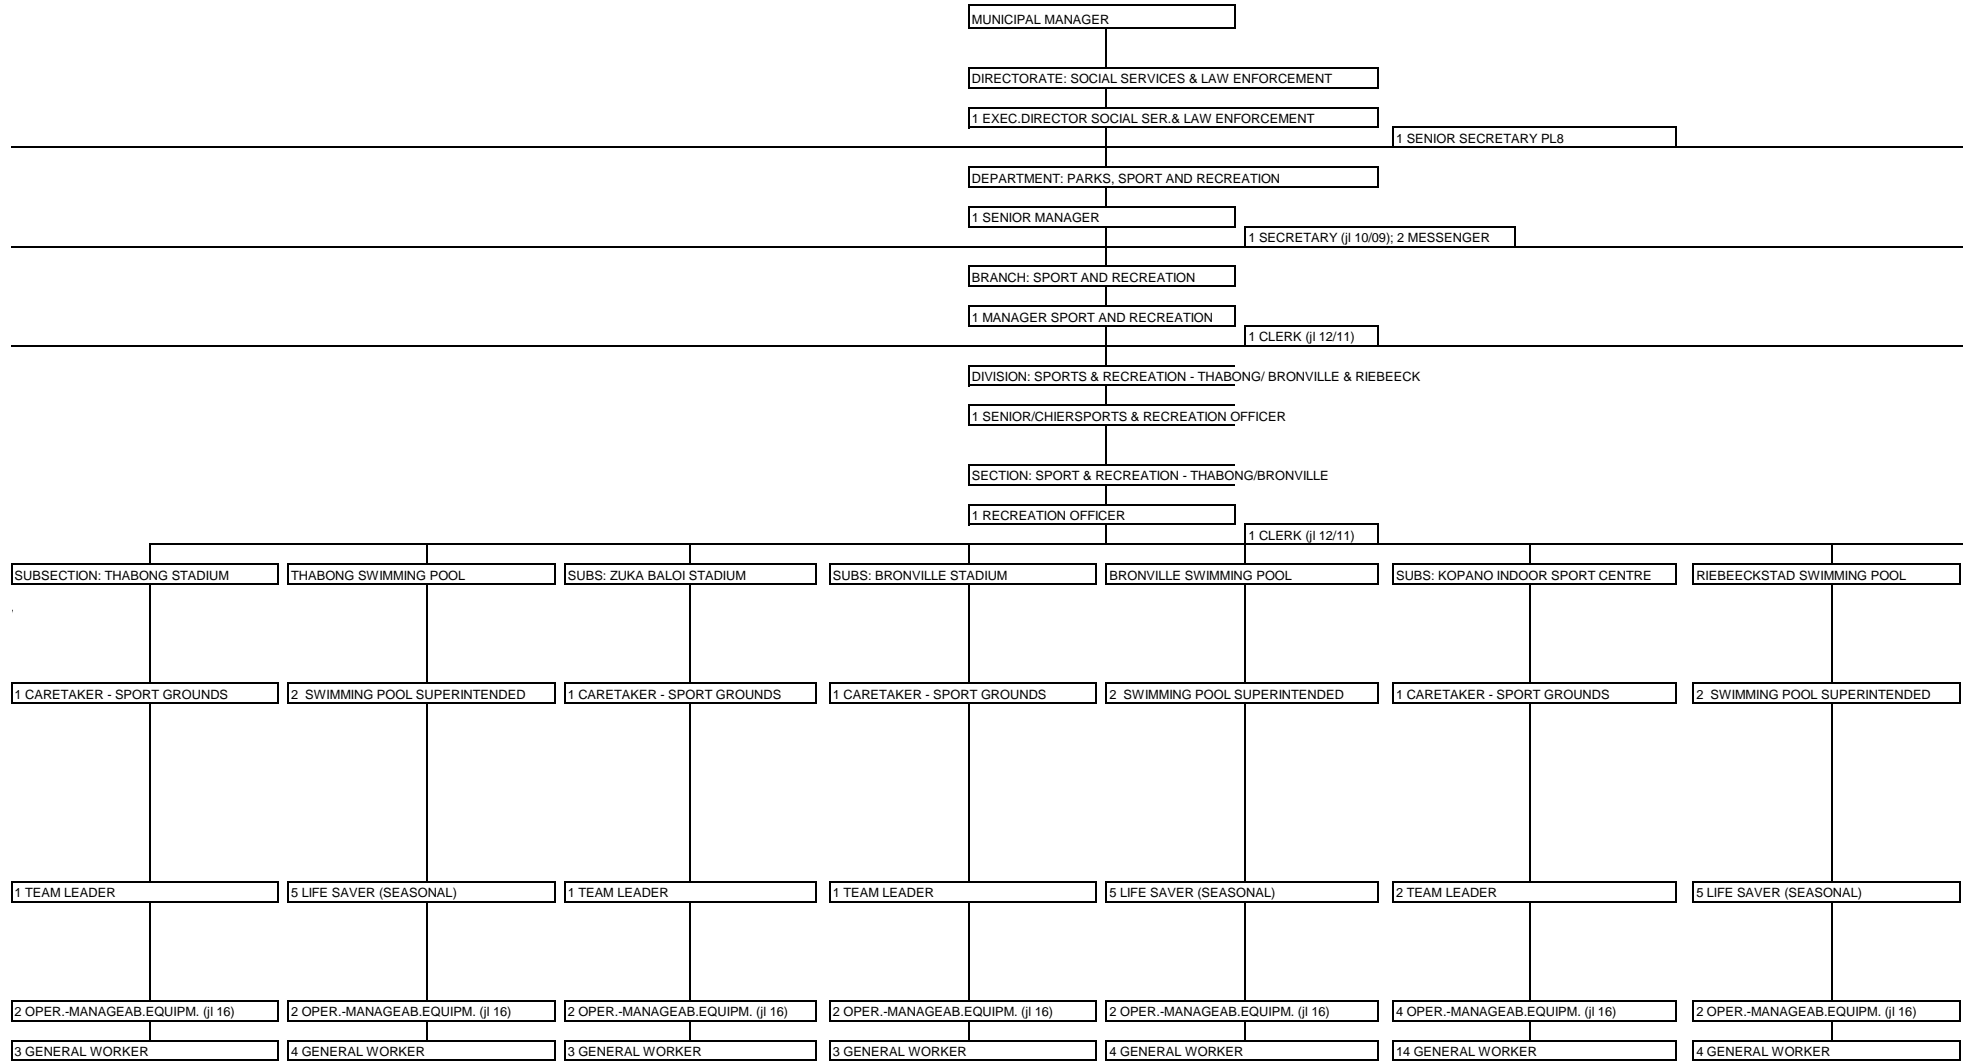 MUNICIPAL MANAGER
DIRECTORATE: SOCIAL SERVICES & LAW ENFORCEMENT
1 EXEC.DIRECTOR SOCIAL SER.& LAW ENFORCEMENT
1 SENIOR SECRETARY PL8
DEPARTMENT: PARKS, SPORT AND RECREATION
1 SENIOR MANAGER
1 SECRETARY (jl 10/09); 2 MESSENGER
BRANCH: SPORT AND RECREATION
1 MANAGER SPORT AND RECREATION
1 CLERK (jl 12/11)
DIVISION: SPORTS & RECREATION - THABONG/ BRONVILLE & RIEBEECK
1 SENIOR/CHIERSPORTS & RECREATION OFFICER
SECTION: SPORT & RECREATION - THABONG/BRONVILLE
1 RECREATION OFFICER
1 CLERK (jl 12/11)
SUBSECTION: THABONG STADIUM
THABONG SWIMMING POOL
SUBS: ZUKA BALOI STADIUM
SUBS: BRONVILLE STADIUM
BRONVILLE SWIMMING POOL
SUBS: KOPANO INDOOR SPORT CENTRE
RIEBEECKSTAD SWIMMING POOL
1 CARETAKER - SPORT GROUNDS
2 SWIMMING POOL SUPERINTENDED
1 CARETAKER - SPORT GROUNDS
1 CARETAKER - SPORT GROUNDS
2 SWIMMING POOL SUPERINTENDED
1 CARETAKER - SPORT GROUNDS
2 SWIMMING POOL SUPERINTENDED
1 TEAM LEADER
5 LIFE SAVER (SEASONAL)
1 TEAM LEADER
1 TEAM LEADER
5 LIFE SAVER (SEASONAL)
2 TEAM LEADER
5 LIFE SAVER (SEASONAL)
2 OPER.-MANAGEAB.EQUIPM. (jl 16)
2 OPER.-MANAGEAB.EQUIPM. (jl 16)
2 OPER.-MANAGEAB.EQUIPM. (jl 16)
2 OPER.-MANAGEAB.EQUIPM. (jl 16)
2 OPER.-MANAGEAB.EQUIPM. (jl 16)
4 OPER.-MANAGEAB.EQUIPM. (jl 16)
2 OPER.-MANAGEAB.EQUIPM. (jl 16)
3 GENERAL WORKER
4 GENERAL WORKER
3 GENERAL WORKER
3 GENERAL WORKER
4 GENERAL WORKER
14 GENERAL WORKER
4 GENERAL WORKER